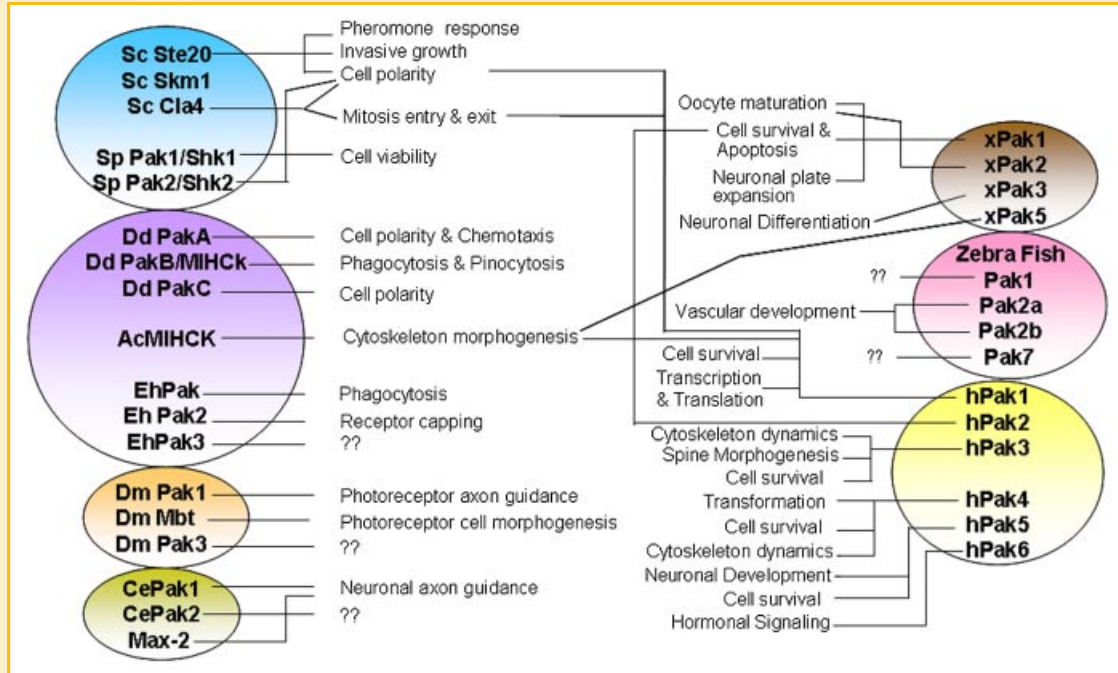 Sc Ste20
Sc Skm1
Sc Cla4
Sp Pak1/Shk1
Sp Pak2/Shk2
Pheromone response
Invasive growth
Cell polarity
Mitosis entry & exit
Cell viability
Dd PakA
Dd PakB/MIHCk
Dd PakC
AcMIHCK
EhPak
Eh Pak2
EhPak3
Cell polarity & Chemotaxis
Phagocytosis & Pinocytosis
Cell polarity
Cytoskeleton morphogenesis
Phagocytosis
Receptor capping
??
Dm Pak1
Dm Mbt
Dm Pak3
Photoreceptor axon guidance
Photoreceptor cell morphogenesis
??
CePak1
CePak2
Max-2
Neuronal axon guidance
??
Oocyte maturation
Cell survival &
Apoptosis
Neuronal plate
expansion
Neuronal Differentiation
xPak1
xPak2
xPak3
xPak5
??
Vascular development
??
Zebra Fish
Pak1
Pak2a
Pak2b
Pak7
Cell survival
Transcription
& Translation
Cytoskeleton dynamics
Spine Morphogenesis
Cell survival
Transformation
Cell survival
Cytoskeleton dynamics
Neuronal Development
Cell survival
Hormonal Signaling
hPak1
hPak2
hPak3
hPak4
hPak5
hPak6